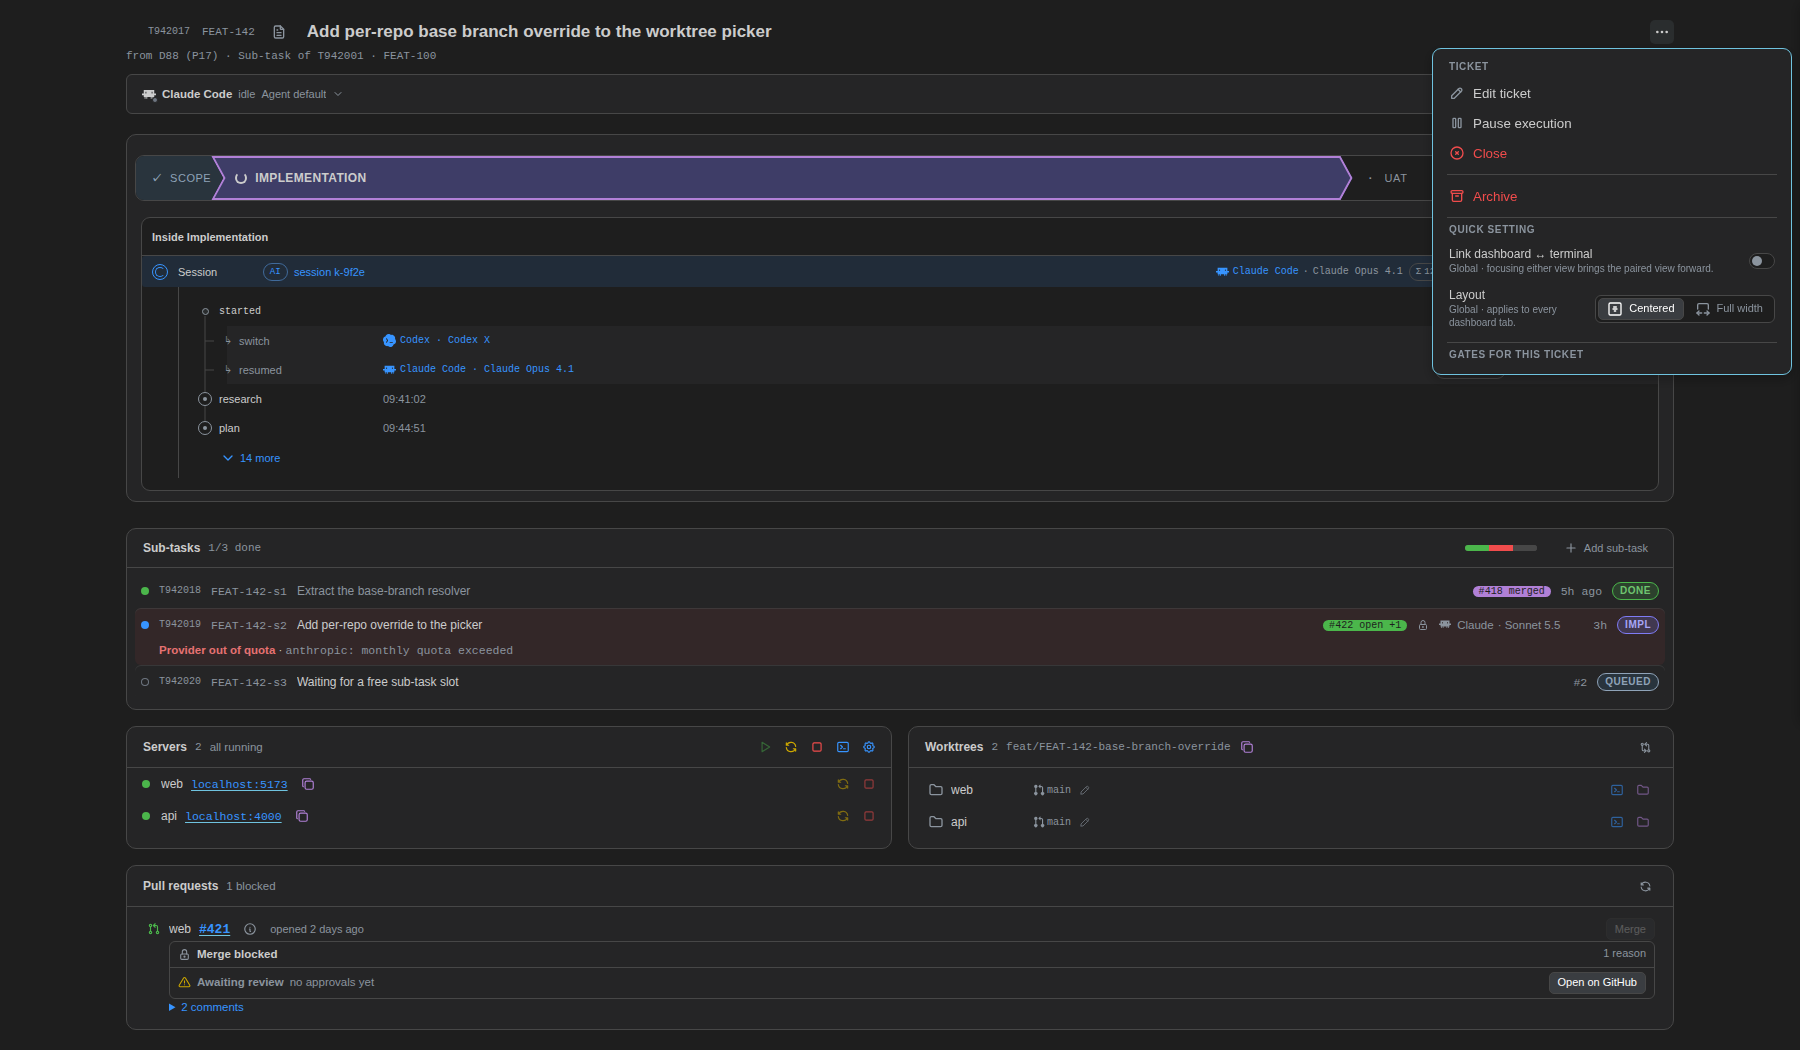 T942017 FEAT-142 Add per-repo base branch override to the worktree picker
from D88 (P17) · Sub-task of T942001 · FEAT-100
Claude Code idle Agent default
TICKET
Edit ticket
Pause execution
Close
Archive
QUICK SETTING
Link dashboard ↔ terminal
Global · focusing either view brings the paired view forward.
Layout
Global · applies to every
dashboard tab.
Centered Full width
GATES FOR THIS TICKET
✓ SCOPE IMPLEMENTATION · UAT
Inside Implementation
Session AI session k-9f2e Claude Code · Claude Opus 4.1
started
↳ switch Codex · Codex X
↳ resumed Claude Code · Claude Opus 4.1
research 09:41:02
plan 09:44:51
14 more
Sub-tasks 1/3 done Add sub-task
T942018 FEAT-142-s1 Extract the base-branch resolver #418 merged 5h ago DONE
T942019 FEAT-142-s2 Add per-repo override to the picker #422 open +1 Claude · Sonnet 5.5 3h IMPL
Provider out of quota · anthropic: monthly quota exceeded
T942020 FEAT-142-s3 Waiting for a free sub-task slot #2 QUEUED
Servers 2 all running
web localhost:5173
api localhost:4000
Worktrees 2 feat/FEAT-142-base-branch-override
web main
api main
Pull requests 1 blocked
web #421 opened 2 days ago Merge
Merge blocked 1 reason
Awaiting review no approvals yet Open on GitHub
2 comments